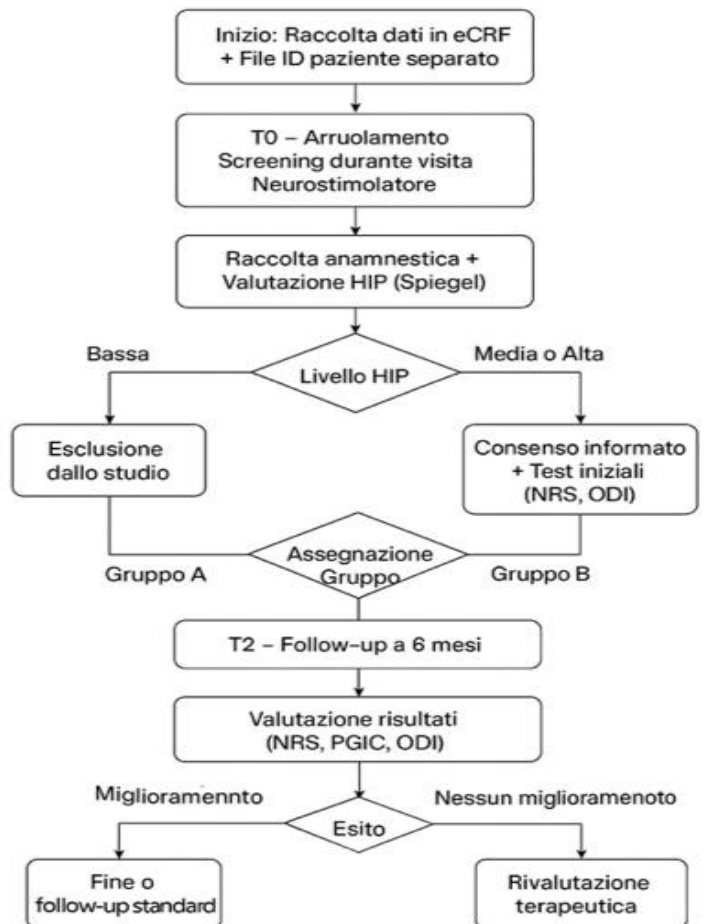 Inizio: Raccolta dati in eCRF
+ File ID paziente separato
T0 – Arruolamento
Screening durante visita
Neurostimolatore
Raccolta anamnestica +
Valutazione HIP (Spiegel)
Bassa
Media o Alta
Livello HIP
Esclusione
dallo studio
Consenso informato
+ Test iniziali
(NRS, ODI)
Assegnazione
Gruppo
Gruppo A
Gruppo B
T2 – Follow-up a 6 mesi
Valutazione risultati
(NRS, PGIC, ODI)
Miglioramennto
Nessun miglioramenoto
Esito
Fine o
follow-up standard
Rivalutazione
terapeutica